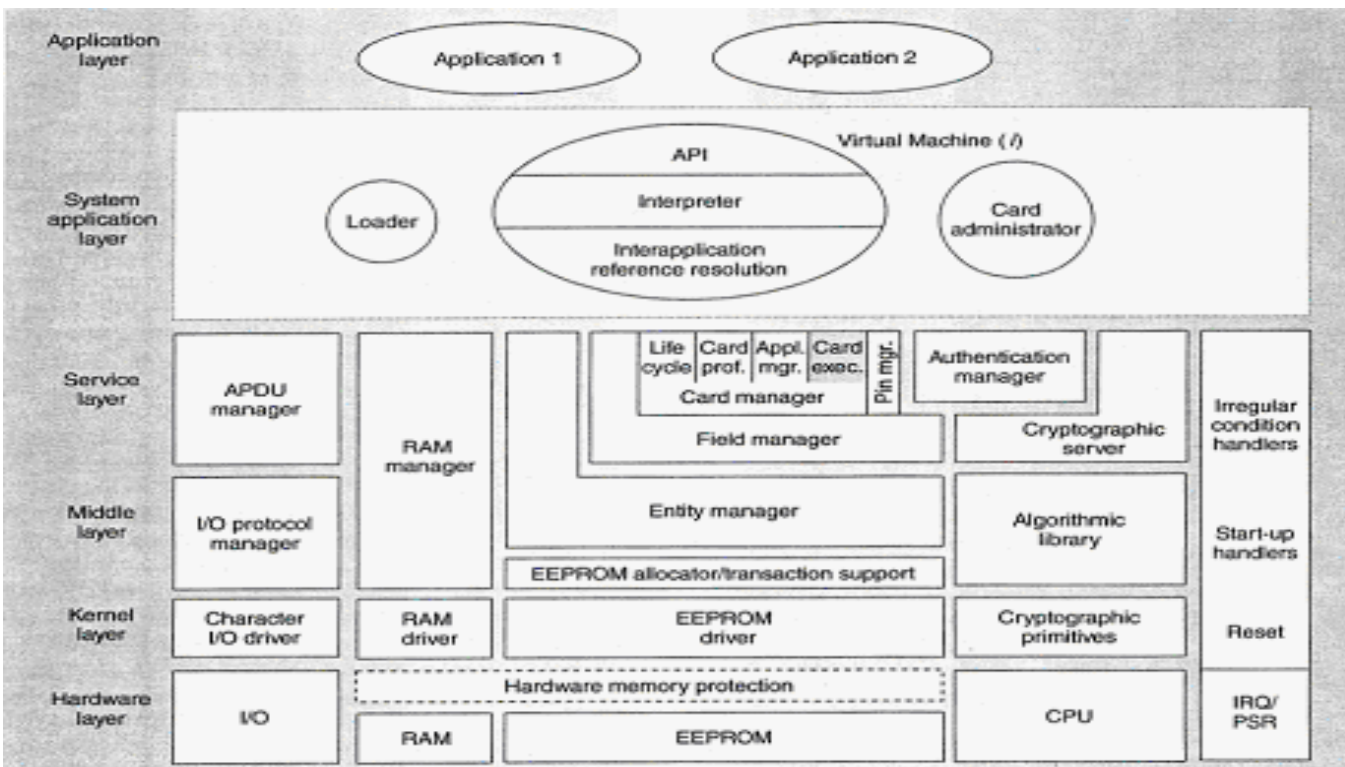 Application
layer
Application 1
Application 2
System
application
layer
Loader
API
Interpreter
Interapplication
reference resolution
Virtual Machine (i)
Card
administrator
Service
layer
APDU
manager
RAM
manager
Life
cycle
Card
prof.
Appl.
mgr.
Card
exec.
Card manager
Pin mgr.
Field manager
Authentication
manager
Cryptographic
server
Irregular
condition
handlers
Middle
layer
I/O protocol
manager
Entity manager
EEPROM allocator/transaction support
Algorithmic
library
Start-up
handlers
Kernel
layer
Character
I/O driver
RAM
driver
EEPROM
driver
Cryptographic
primitives
Reset
Hardware
layer
I/O
Hardware memory protection
RAM
EEPROM
CPU
IRQ/
PSR